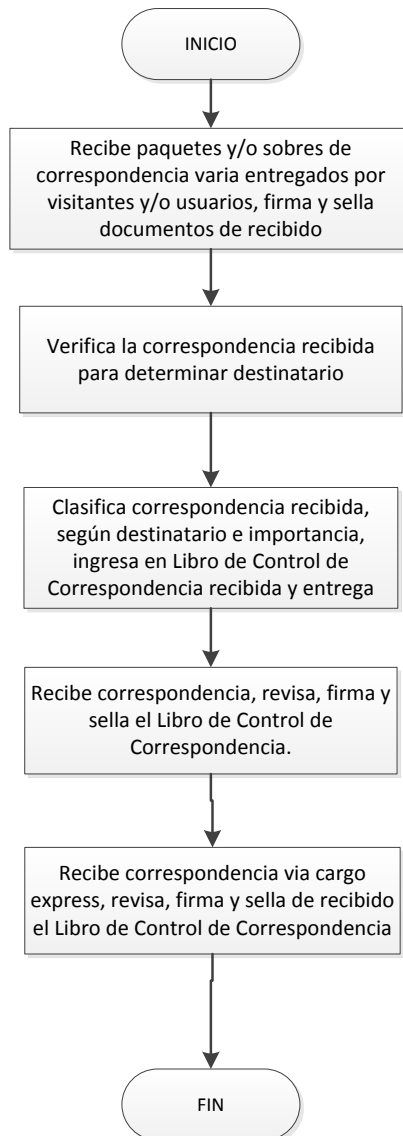 INICIO
Recibe paquetes y/o sobres de
correspondencia varia entregados por
visitantes y/o usuarios, firma y sella
documentos de recibido
Verifica la correspondencia recibida
para determinar destinatario
Clasifica correspondencia recibida,
según destinatario e importancia,
ingresa en Libro de Control de
Correspondencia recibida y entrega
Recibe correspondencia, revisa, firma y
sella el Libro de Control de
Correspondencia.
Recibe correspondencia via cargo
express, revisa, firma y sella de recibido
el Libro de Control de Correspondencia
FIN